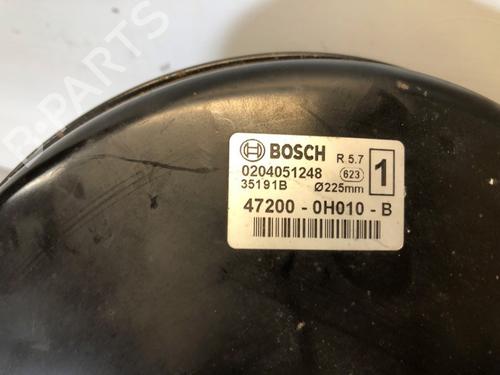 B-PARTS
BOSCH R 5.7 1
0204051248 623
35191B Ø225mm
47200 - 0H010 - B